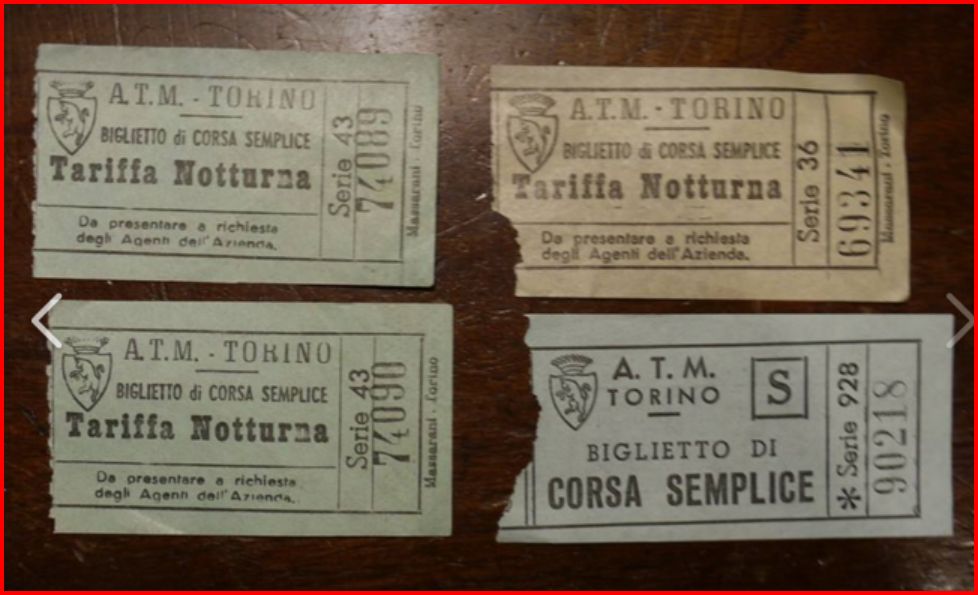 A.T.M. - TORINO
BIGLIETTO di CORSA SEMPLICE
Tariffa Notturna
Da presentare a richiesta
degli Agenti dell'Azienda.
Serie 43
74089
Massarani - Torino
A.T.M. - TORINO
BIGLIETTO di CORSA SEMPLICE
Tariffa Notturna
Da presentare a richiesta
degli Agenti dell'Azienda.
Serie 36
69341
Massarani - Torino
A.T.M. - TORINO
BIGLIETTO di CORSA SEMPLICE
Tariffa Notturna
Da presentare a richiesta
degli Agenti dell'Azienda.
Serie 43
74090
Massarani - Torino
A. T. M.
TORINO
S
BIGLIETTO DI
CORSA SEMPLICE
* Serie 928
90218